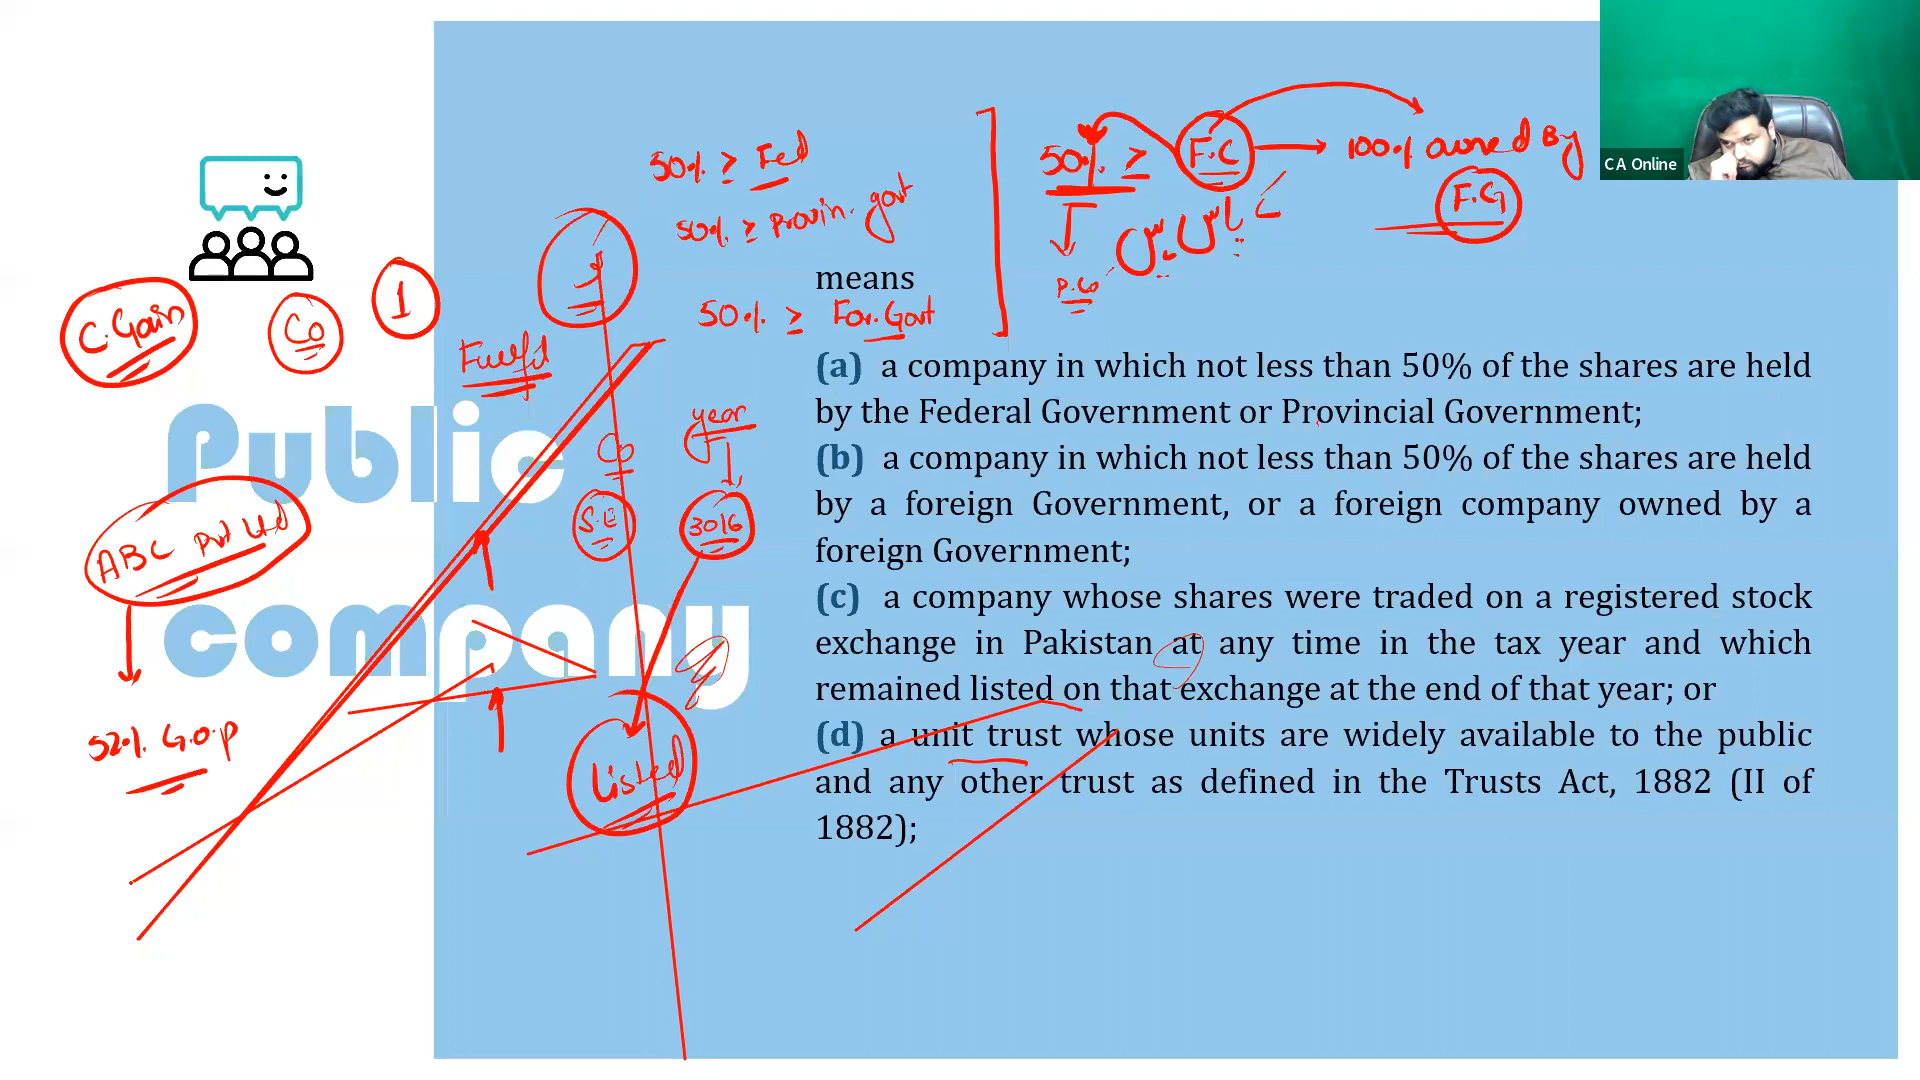 50% ≥ Fed
50% ≥ Provin. govt
50% ≥ For. Govt
50% ≥ F.C → 100% owned By
F.G
P.Co
C A Online
means
C. Gain
Co
1
Public
company
ABC Pvt Ltd
52% G.O.P
Co
S.E
year
3016
Listed
(a) a company in which not less than 50% of the shares are held
by the Federal Government or Provincial Government;
(b) a company in which not less than 50% of the shares are held
by a foreign Government, or a foreign company owned by a
foreign Government;
(c) a company whose shares were traded on a registered stock
exchange in Pakistan at any time in the tax year and which
remained listed on that exchange at the end of that year; or
(d) a unit trust whose units are widely available to the public
and any other trust as defined in the Trusts Act, 1882 (II of
1882);